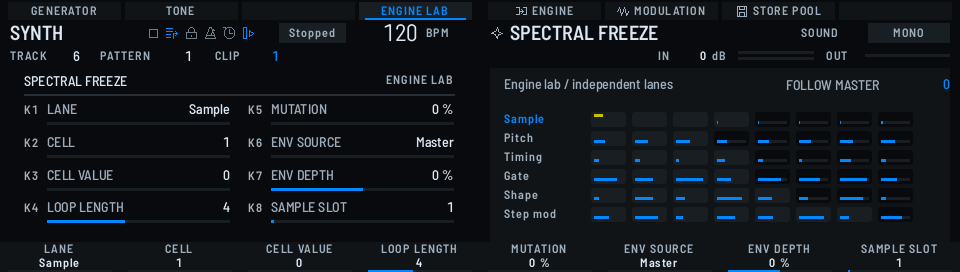 GENERATOR TONE ENGINE LAB ENGINE MODULATION STORE POOL
SYNTH Stopped 120 BPM SPECTRAL FREEZE SOUND MONO
TRACK 6 PATTERN 1 CLIP 1 IN 0 dB OUT
SPECTRAL FREEZE ENGINE LAB
K1 LANE Sample K5 MUTATION 0 %
K2 CELL 1 K6 ENV SOURCE Master
K3 CELL VALUE 0 K7 ENV DEPTH 0 %
K4 LOOP LENGTH 4 K8 SAMPLE SLOT 1
Engine lab / independent lanes FOLLOW MASTER 0
Sample
Pitch
Timing
Gate
Shape
Step mod
LANE CELL CELL VALUE LOOP LENGTH MUTATION ENV SOURCE ENV DEPTH SAMPLE SLOT
Sample 1 0 4 0 % Master 0 % 1